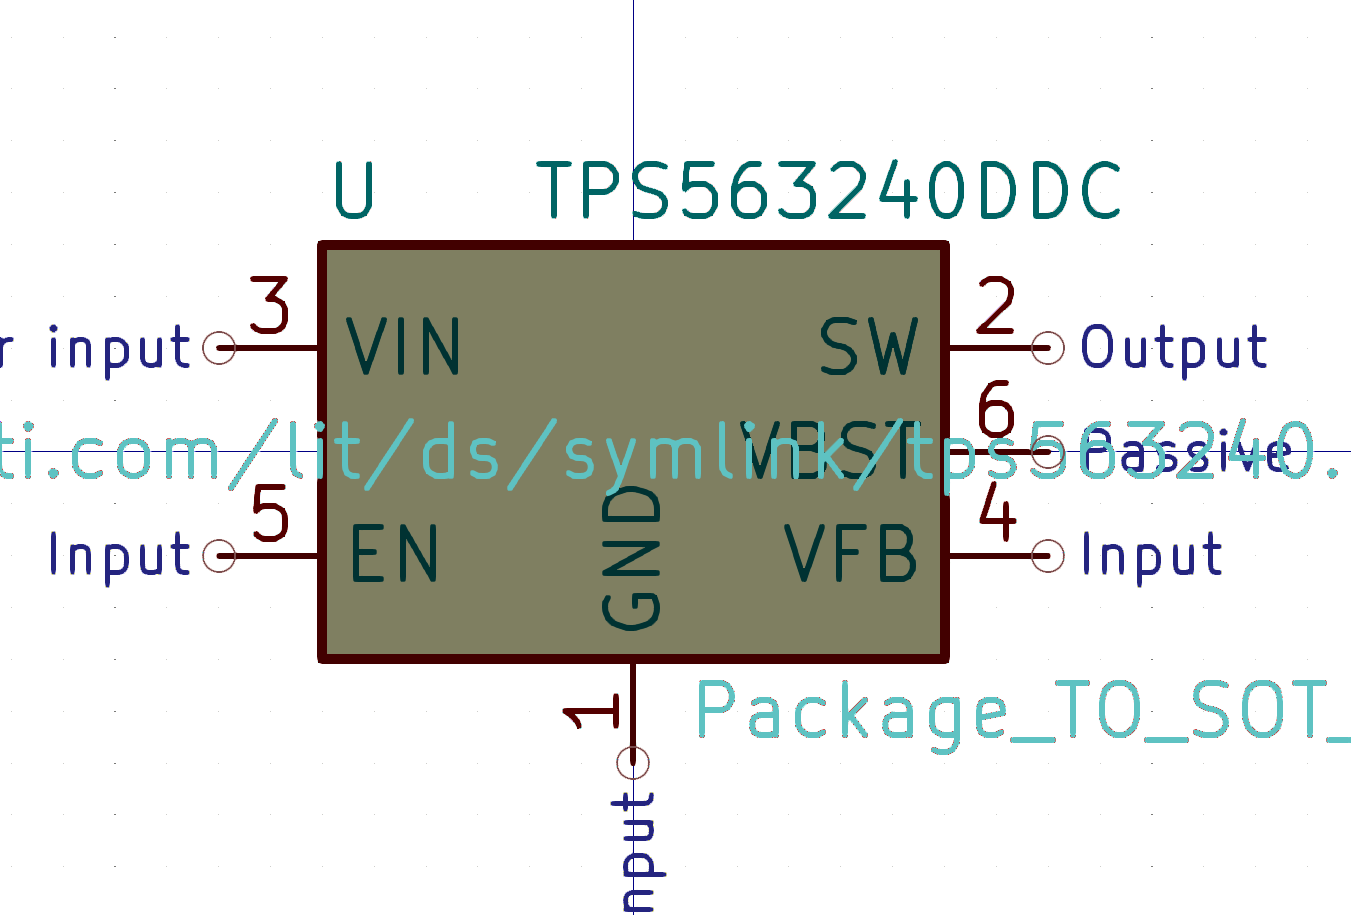 U TPS563240DDC
3 2
r input VIN SW Output
6
ti.com/lit/ds/symlink/tps563240.
VBST Passive
5 4
Input EN VFB Input
GND
1
Package_TO_SOT_
nput